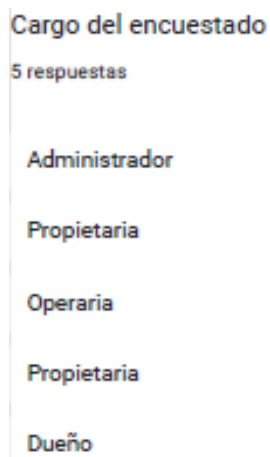 Cargo del encuestado
5 respuestas
Administrador
Propietaria
Operaria
Propietaria
Dueño